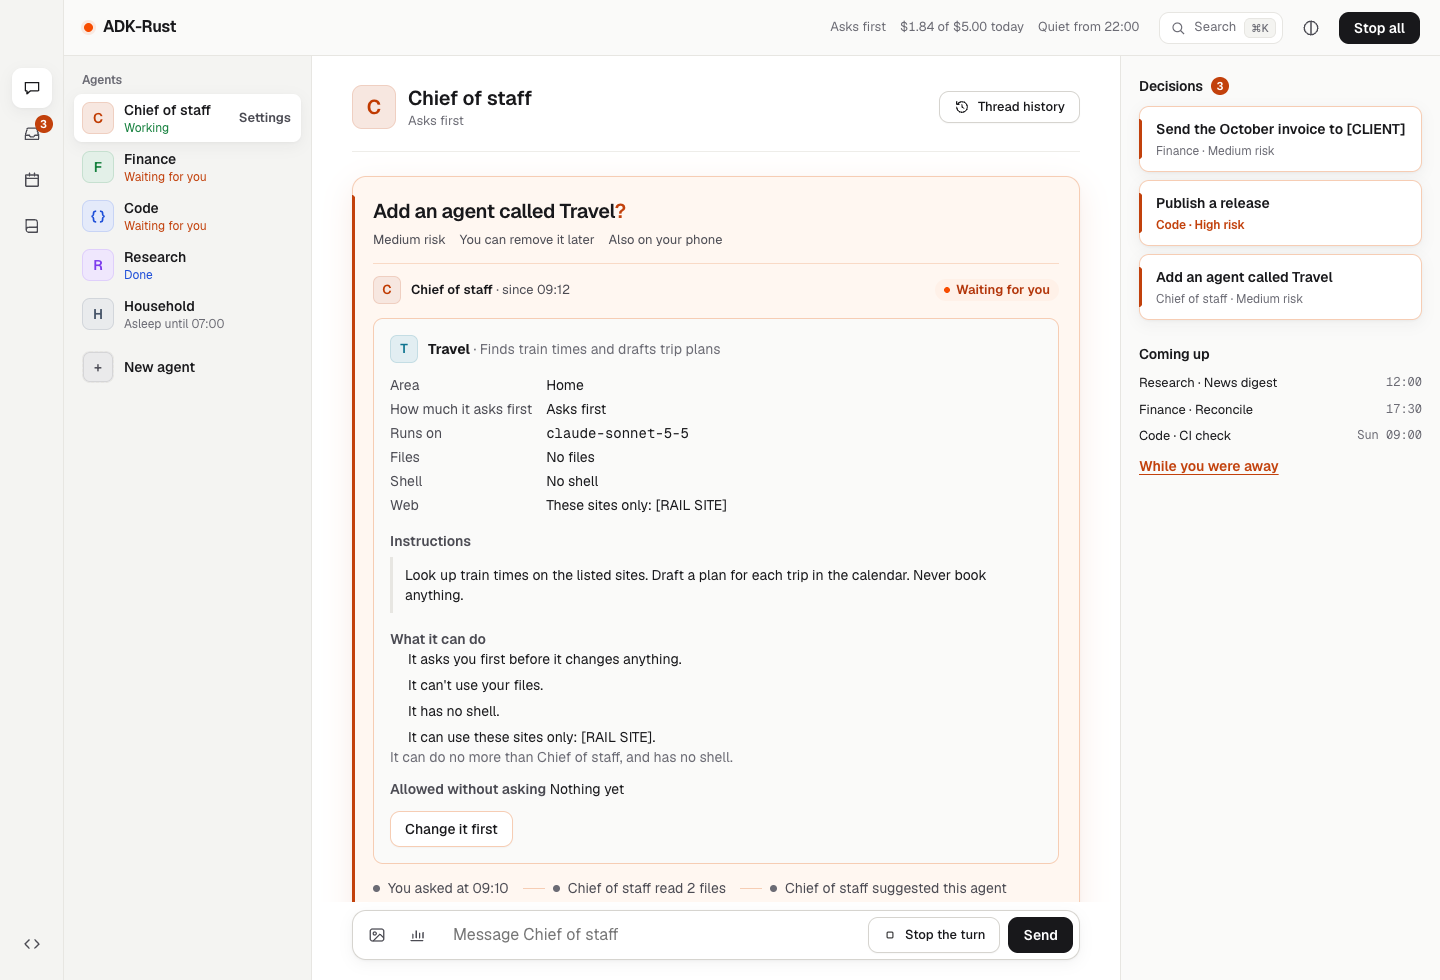 ADK-Rust
Asks first
$1.84 of $5.00 today
Quiet from 22:00
Search
⌘K
Stop all
3
Agents
C
Chief of staff
Working
Settings
F
Finance
Waiting for you
{}
Code
Waiting for you
R
Research
Done
H
Household
Asleep until 07:00
+
New agent
C
Chief of staff
Asks first
Thread history
Add an agent called Travel?
Medium risk
You can remove it later
Also on your phone
C
Chief of staff · since 09:12
Waiting for you
T
Travel · Finds train times and drafts trip plans
Area
Home
How much it asks first
Asks first
Runs on
claude-sonnet-5-5
Files
No files
Shell
No shell
Web
These sites only: [RAIL SITE]
Instructions
Look up train times on the listed sites. Draft a plan for each trip in the calendar. Never book
anything.
What it can do
It asks you first before it changes anything.
It can't use your files.
It has no shell.
It can use these sites only: [RAIL SITE].
It can do no more than Chief of staff, and has no shell.
Allowed without asking Nothing yet
Change it first
You asked at 09:10
Chief of staff read 2 files
Chief of staff suggested this agent
Message Chief of staff
Stop the turn
Send
Decisions
3
Send the October invoice to [CLIENT]
Finance · Medium risk
Publish a release
Code · High risk
Add an agent called Travel
Chief of staff · Medium risk
Coming up
Research · News digest
12:00
Finance · Reconcile
17:30
Code · CI check
Sun 09:00
While you were away